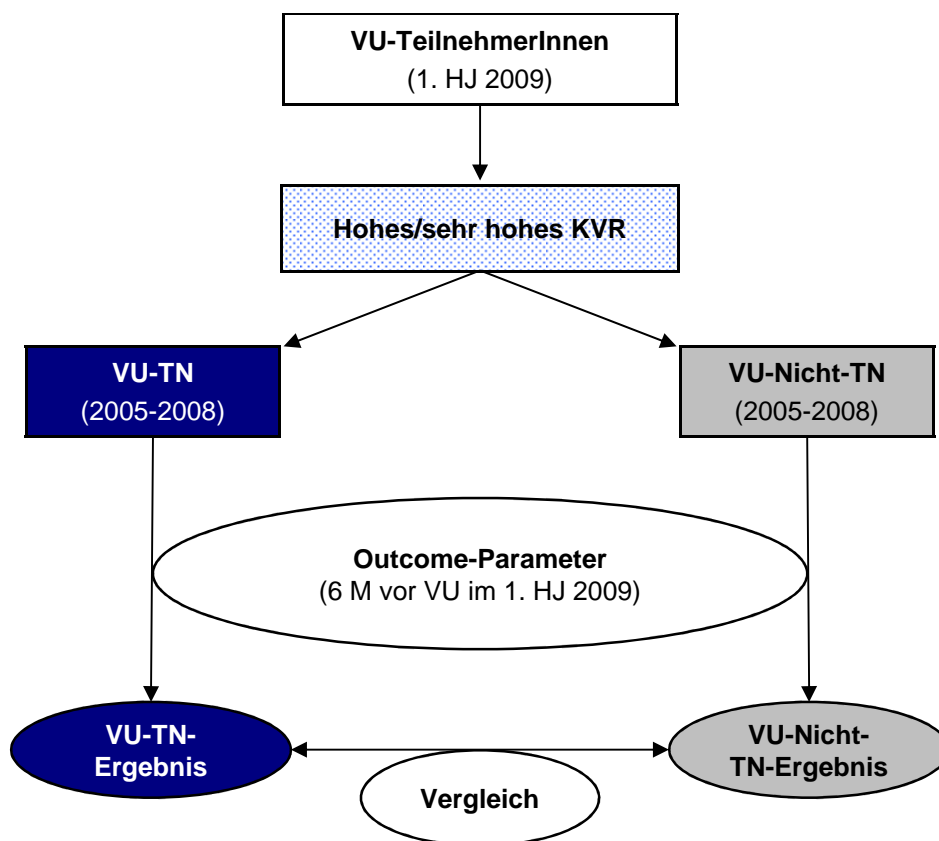 VU-TeilnehmerInnen
(1. HJ 2009)
Hohes/sehr hohes KVR
VU-TN
(2005-2008)
VU-Nicht-TN
(2005-2008)
Outcome-Parameter
(6 M vor VU im 1. HJ 2009)
VU-TN-
Ergebnis
VU-Nicht-
TN-Ergebnis
Vergleich